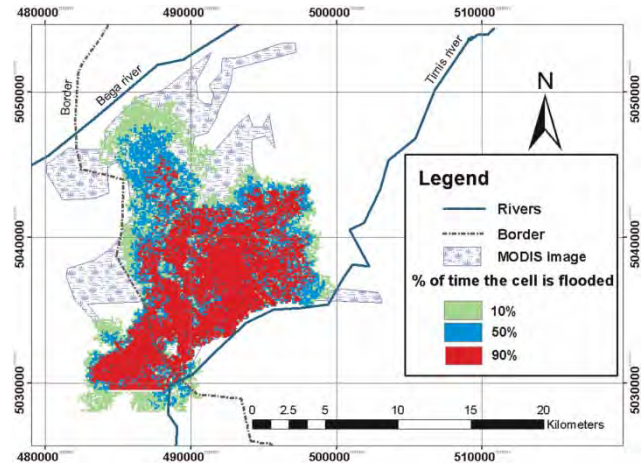 480000 490000 500000 510000
5050000
5040000
5030000
Border
Bega river
Timis river
N
Legend
Rivers
Border
MODIS Image
% of time the cell is flooded
10%
50%
90%
0 2.5 5 10 15 20
Kilometers
5050000
5040000
5030000
480000 490000 500000 510000